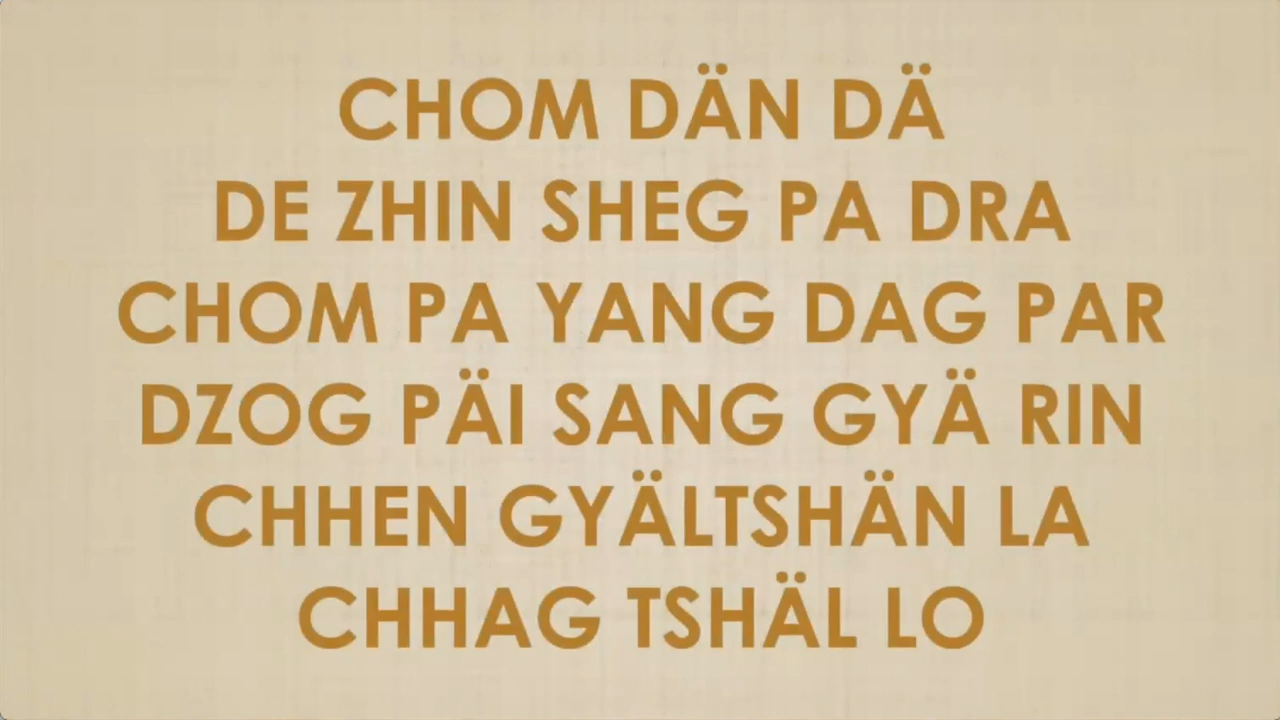 CHOM DÄN DÄ
DE ZHIN SHEG PA DRA
CHOM PA YANG DAG PAR
DZOG PÄI SANG GYÄ RIN
CHHEN GYÄLTSHÄN LA
CHHAG TSHÄL LO